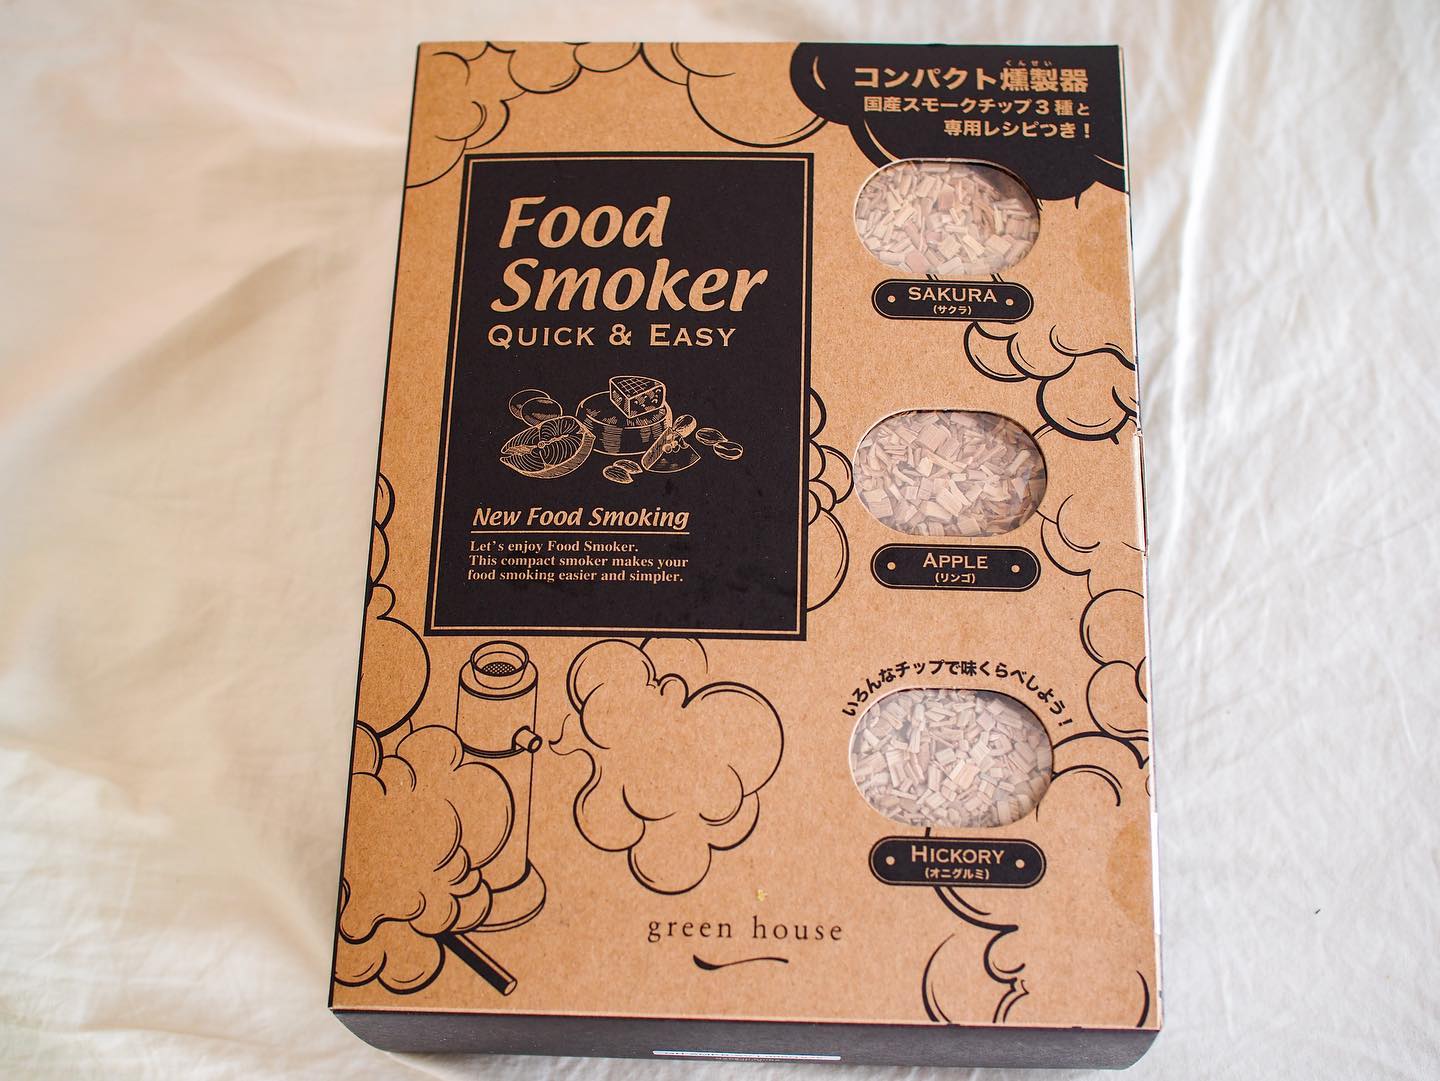 くんせい
コンパクト燻製器
国産スモークチップ3種と
専用レシピつき!
Food
Smoker
QUICK & EASY
New Food Smoking
Let's enjoy Food Smoker.
This compact smoker makes your
food smoking easier and simpler.
SAKURA
(サクラ)
APPLE
(リンゴ)
いろんなチップで味くらべしよう!
HICKORY
(オニグルミ)
green house